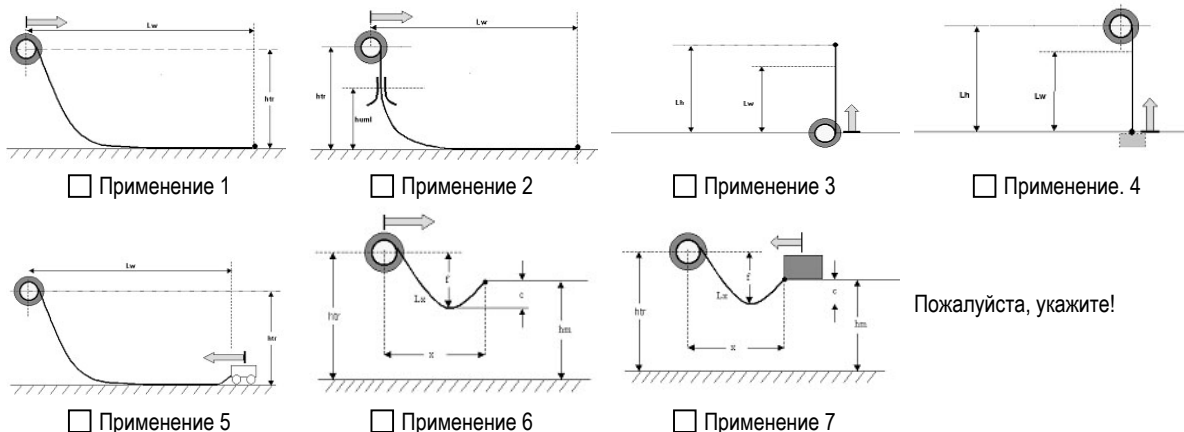 Lw
htr
Применение 1
Lw
htr
huml
Применение 2
Lh
Lw
Применение 3
Lh
Lw
Применение. 4
Lw
htr
Применение 5
htr
f
Lx
x
c
hm
Применение 6
htr
f
Lx
x
c
hm
Применение 7
Пожалуйста, укажите!